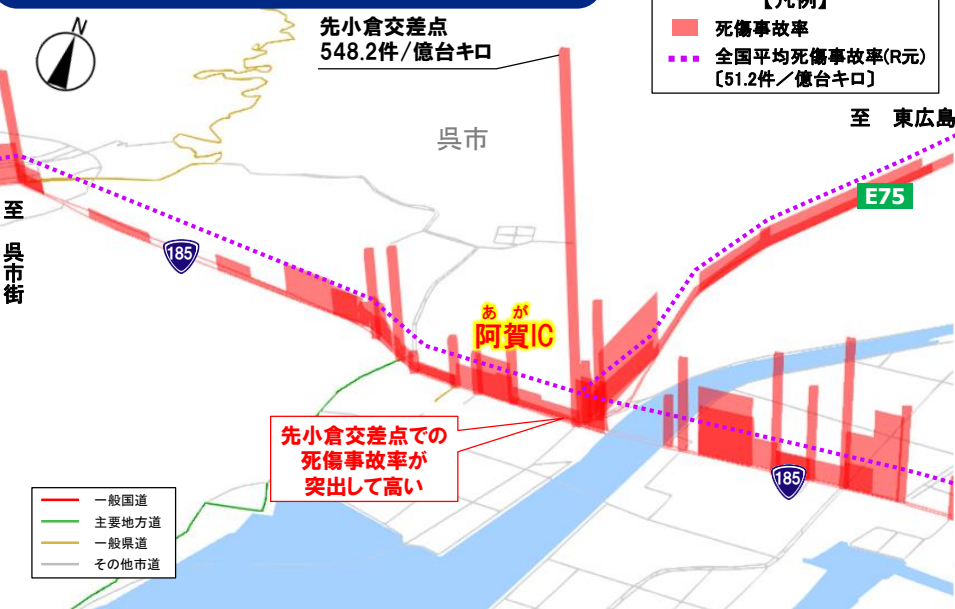 N
先小倉交差点
548.2件/億台キロ
【凡例】
死傷事故率
全国平均死傷事故率(R元)
〔51.2件／億台キロ〕
至 東広島
呉市
E75
至 呉市街
185
あが
阿賀IC
先小倉交差点での
死傷事故率が
突出して高い
185
一般国道
主要地方道
一般県道
その他市道